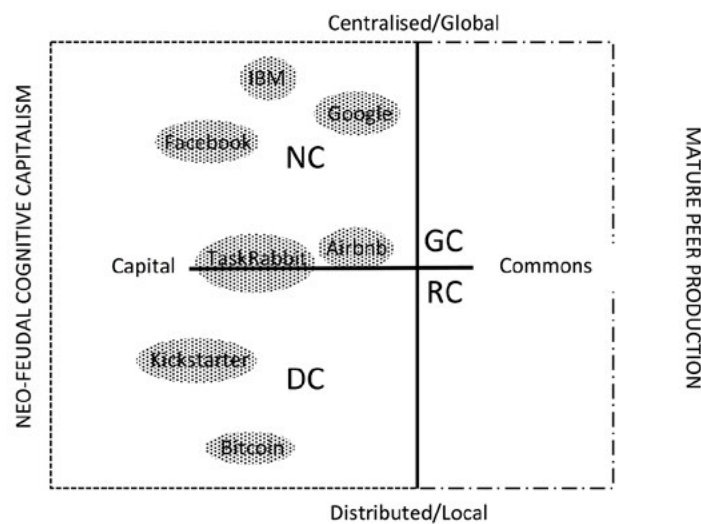 Centralised/Global
NEO-FEUDAL COGNITIVE CAPITALISM
IBM
Google
Facebook
NC
MATURE PEER PRODUCTION
Airbnb
GC
TaskRabbit
Capital
Commons
RC
Kickstarter
DC
Bitcoin
Distributed/Local